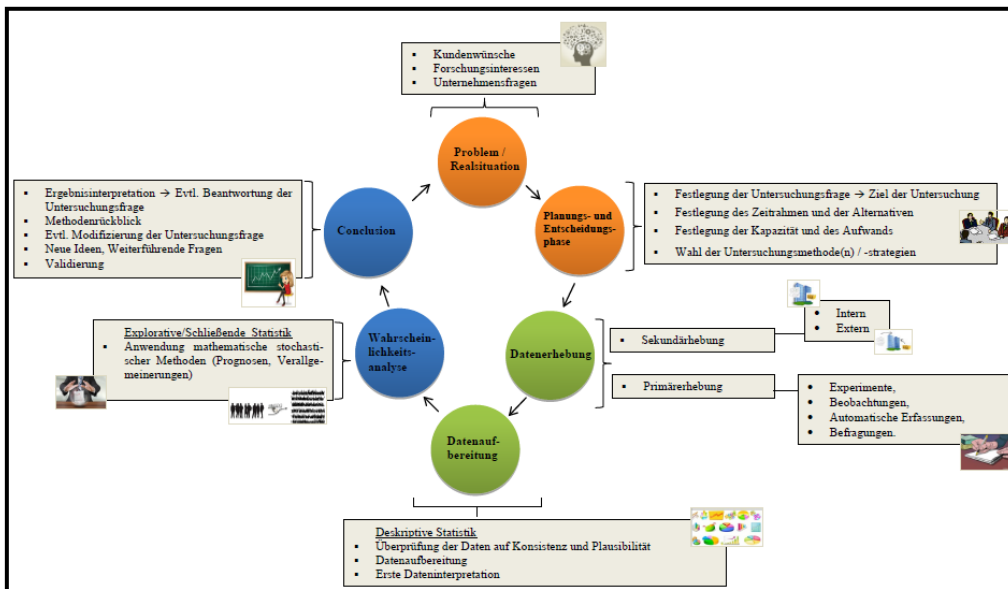 Kundenwünsche
Forschungsinteressen
Unternehmensfragen
Problem /
Realsituation
Festlegung der Untersuchungsfrage → Ziel der Untersuchung
Festlegung des Zeitrahmen und der Alternativen
Festlegung der Kapazität und des Aufwands
Wahl der Untersuchungsmethode(n) / -strategien
Planungs- und
Entscheidungs-
phase
Datenerhebung
Sekundärhebung
Intern
Extern
Primärerhebung
Experimente,
Beobachtungen,
Automatische Erfassungen,
Befragungen.
Datenauf-
bereitung
Deskriptive Statistik
Überprüfung der Daten auf Konsistenz und Plausibilität
Datenaufbereitung
Erste Dateninterpretation
Wahrschein-
lichkeits-
analyse
Explorative/Schließende Statistik
Anwendung mathematische stochasti-
scher Methoden (Prognosen, Verallge-
meinerungen)
Conclusion
Ergebnisinterpretation → Evtl. Beantwortung der
Untersuchungsfrage
Methodenrückblick
Evtl. Modifizierung der Untersuchungsfrage
Neue Ideen, Weiterführende Fragen
Validierung